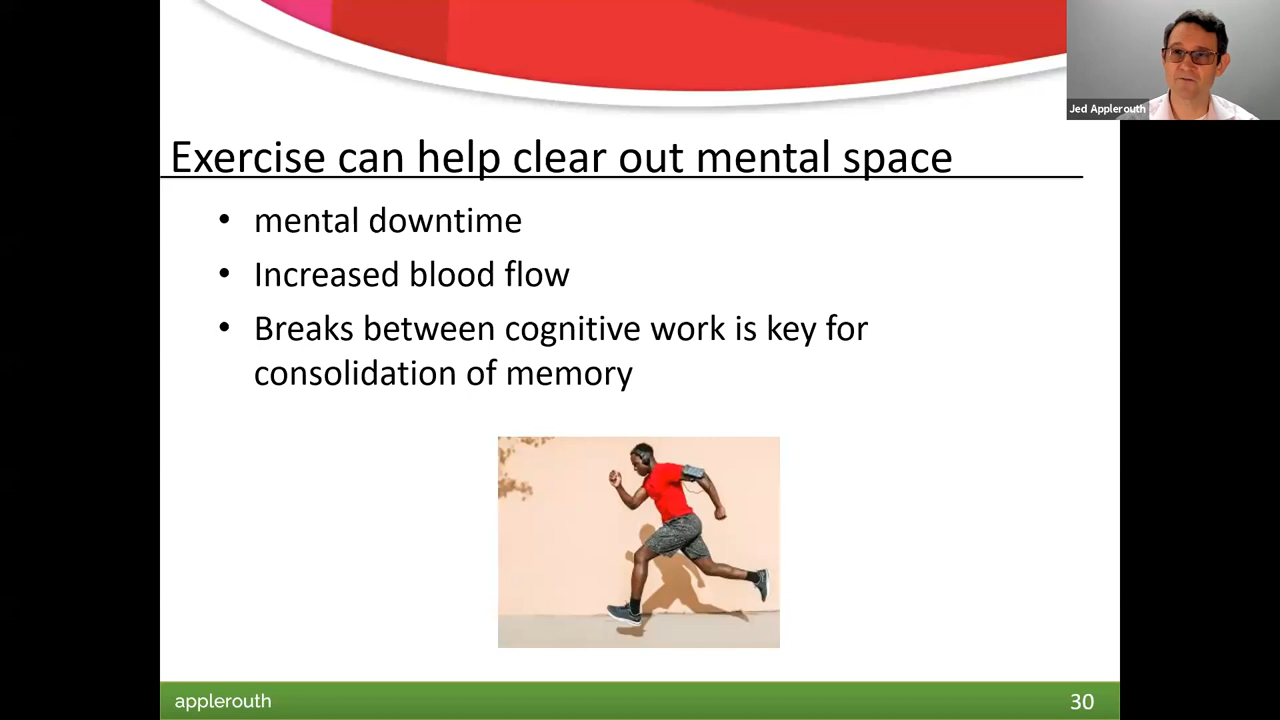 Jed Applerouth
Exercise can help clear out mental space
• mental downtime
• Increased blood flow
• Breaks between cognitive work is key for
consolidation of memory
applerouth
30